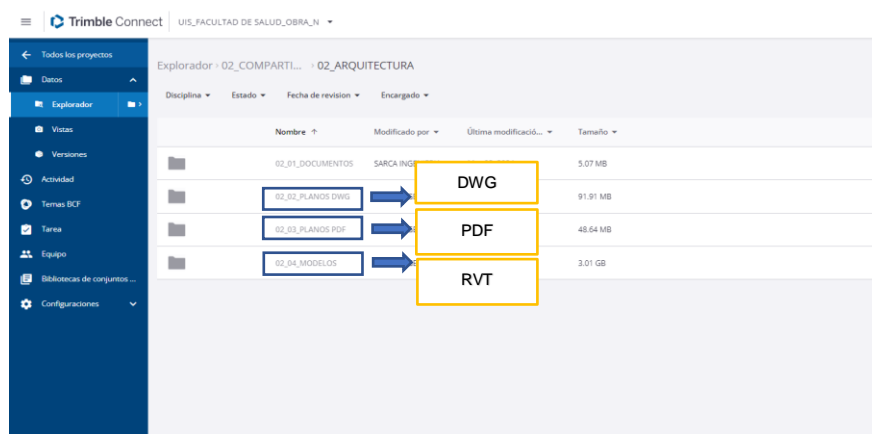 Trimble Connect UIS_FACULTAD DE SALUD_OBRA_N
Todos los proyectos
Datos
Explorador
Vistas
Versiones
Actividad
Temas BCF
Tarea
Equipo
Bibliotecas de conjuntos ...
Configuraciones
Explorador › 02_COMPARTI... › 02_ARQUITECTURA
Disciplina Estado Fecha de revision Encargado
Nombre ↑ Modificado por Última modificació... Tamaño
02_01_DOCUMENTOS SARCA 5.07 MB
02_02_PLANOS DWG DWG 91.91 MB
02_03_PLANOS PDF PDF 48.64 MB
02_04_MODELOS RVT 3.01 GB